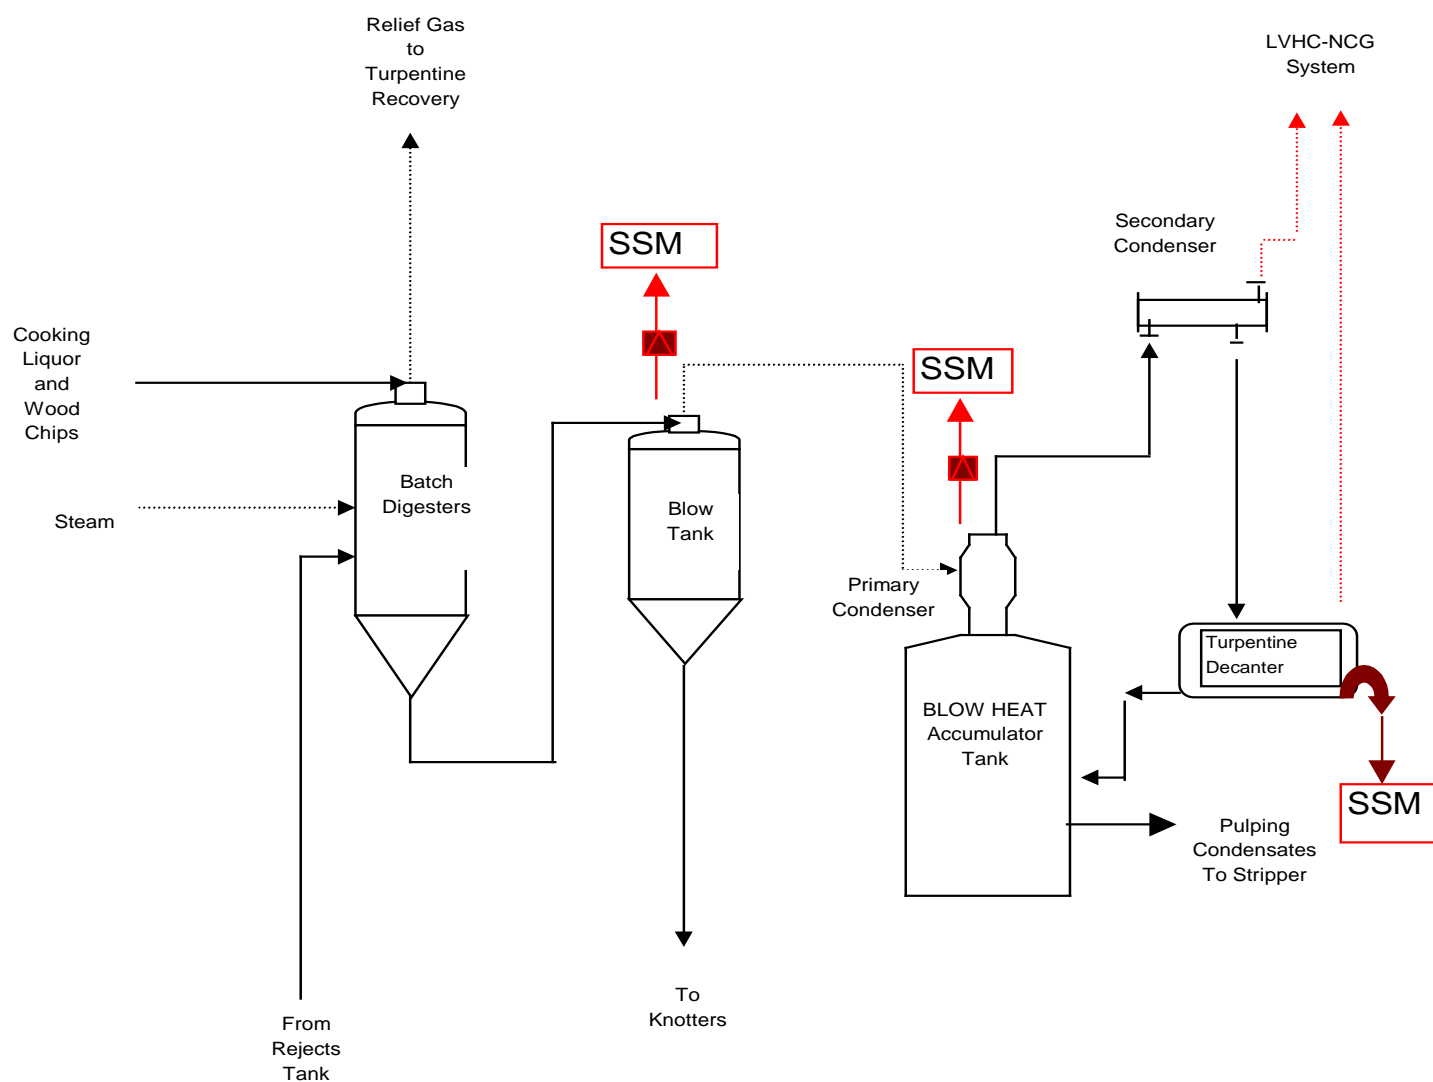 Relief Gas
to
Turpentine
Recovery
LVHC-NCG
System
SSM
Secondary
Condenser
Cooking
Liquor
and
Wood
Chips
SSM
Batch
Digesters
Steam
Blow
Tank
Primary
Condenser
Turpentine
Decanter
BLOW HEAT
Accumulator
Tank
SSM
Pulping
Condensates
To Stripper
To
Knotters
From
Rejects
Tank